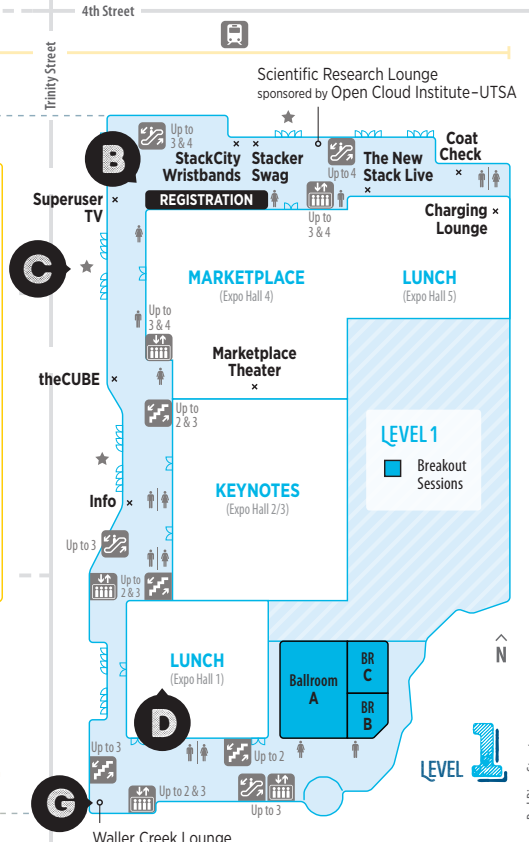 4th Street
Trinity Street
Scientific Research Lounge
sponsored by Open Cloud Institute–UTSA
Up to
3 & 4
B
StackCity
Wristbands
Stacker
Swag
Up to 4
The New
Stack Live
Coat
Check
Superuser
TV
REGISTRATION
Up to
3 & 4
Charging
Lounge
C
MARKETPLACE
(Expo Hall 4)
LUNCH
(Expo Hall 5)
Up to
3 & 4
Marketplace
Theater
theCUBE
Up to
2 & 3
LEVEL 1
Breakout
Sessions
KEYNOTES
(Expo Hall 2/3)
Info
Up to 3
Up to
2 & 3
N
LUNCH
(Expo Hall 1)
Ballroom
A
BR
C
BR
B
D
Up to 3
Up to 2
LEVEL 1
G
Up to 2 & 3
Up to 3
Waller Creek Lounge